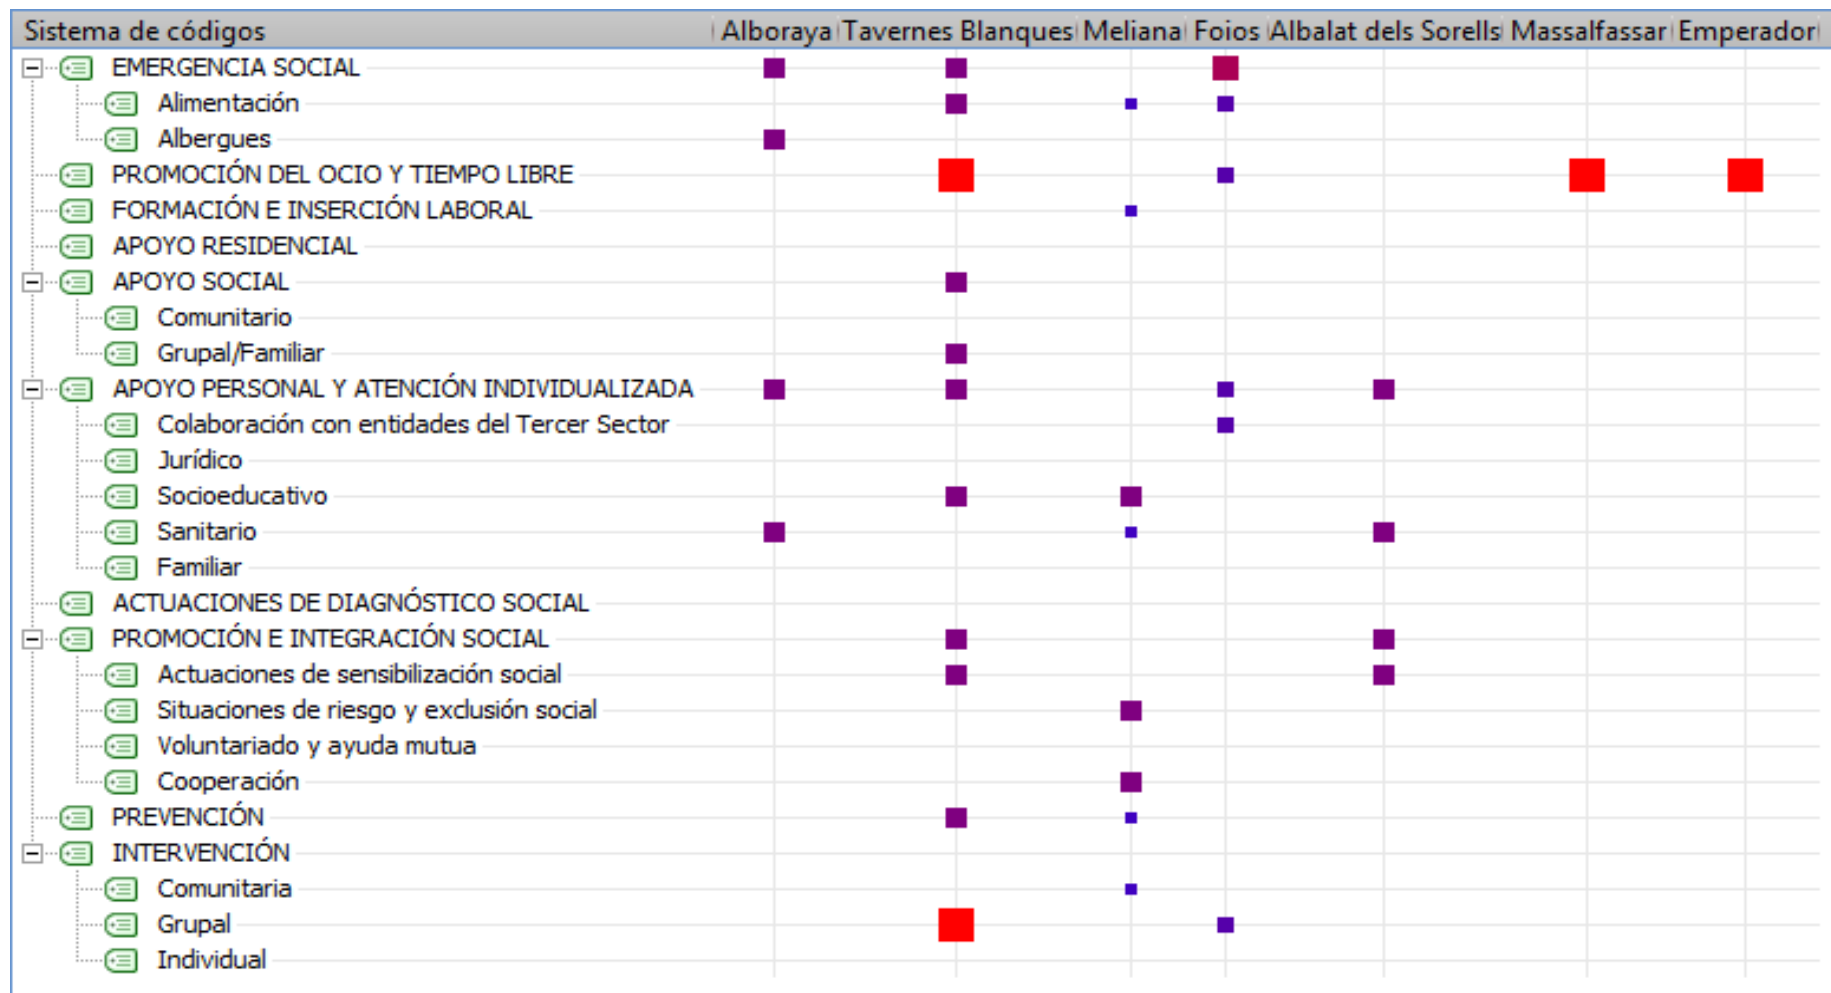 Sistema de códigos Alboraya Tavernes Blanques Meliana Foios Albalat dels Sorells Massalfassar Emperador
EMERGENCIA SOCIAL
Alimentación
Albergues
PROMOCIÓN DEL OCIO Y TIEMPO LIBRE
FORMACIÓN E INSERCIÓN LABORAL
APOYO RESIDENCIAL
APOYO SOCIAL
Comunitario
Grupal/Familiar
APOYO PERSONAL Y ATENCIÓN INDIVIDUALIZADA
Colaboración con entidades del Tercer Sector
Jurídico
Socioeducativo
Sanitario
Familiar
ACTUACIONES DE DIAGNÓSTICO SOCIAL
PROMOCIÓN E INTEGRACIÓN SOCIAL
Actuaciones de sensibilización social
Situaciones de riesgo y exclusión social
Voluntariado y ayuda mutua
Cooperación
PREVENCIÓN
INTERVENCIÓN
Comunitaria
Grupal
Individual